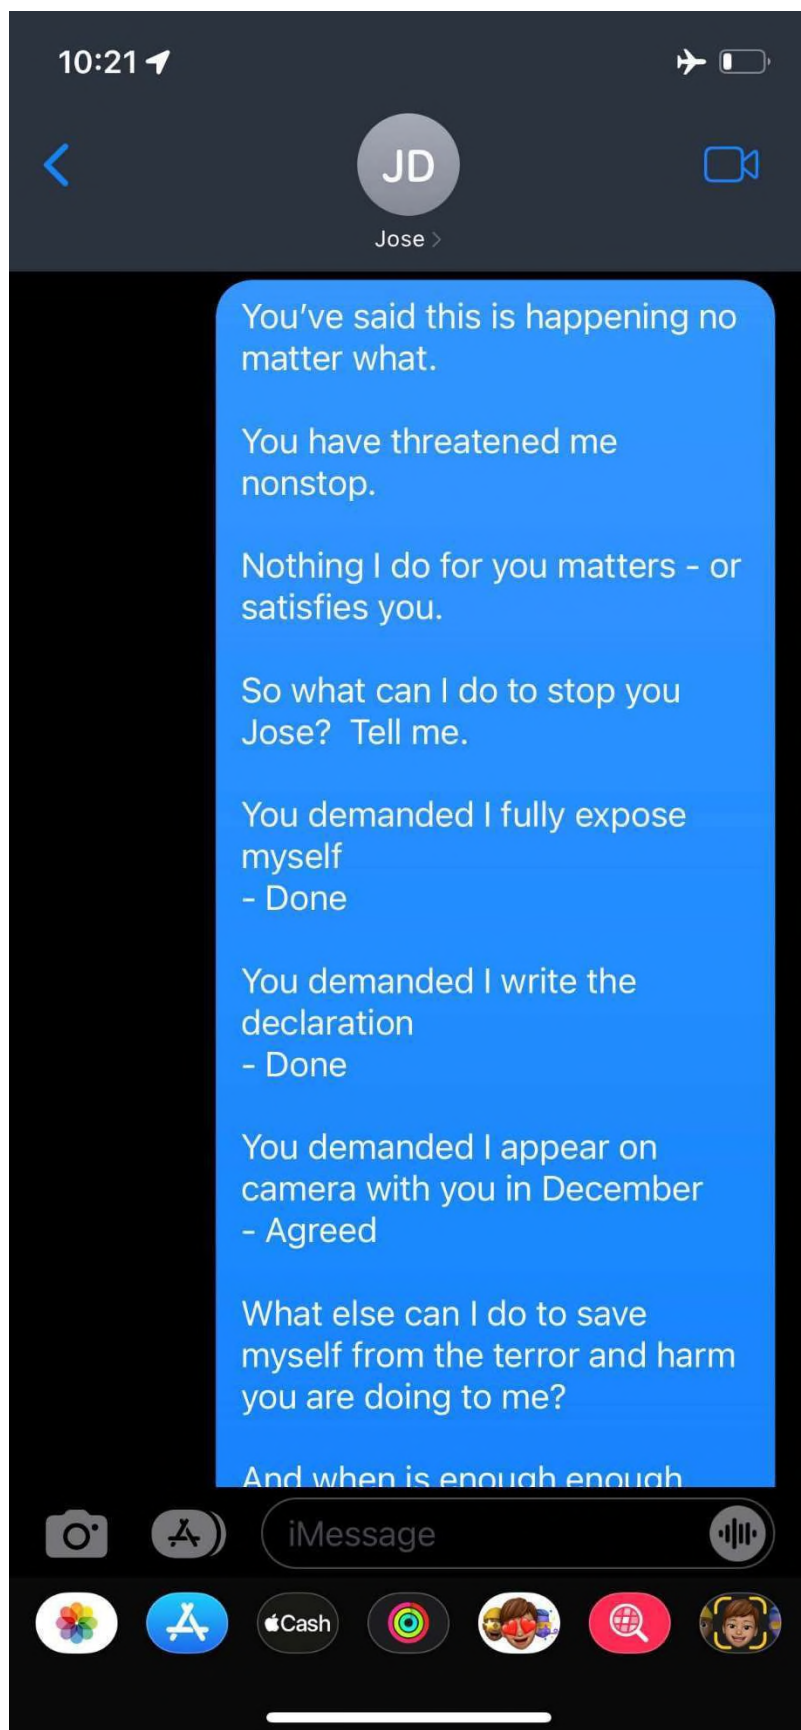 10:21
JD
Jose
You’ve said this is happening no
matter what.
You have threatened me
nonstop.
Nothing I do for you matters - or
satisfies you.
So what can I do to stop you
Jose?  Tell me.
You demanded I fully expose
myself
- Done
You demanded I write the
declaration
- Done
You demanded I appear on
camera with you in December
- Agreed
What else can I do to save
myself from the terror and harm
you are doing to me?
And when is enough enough
iMessage
Cash